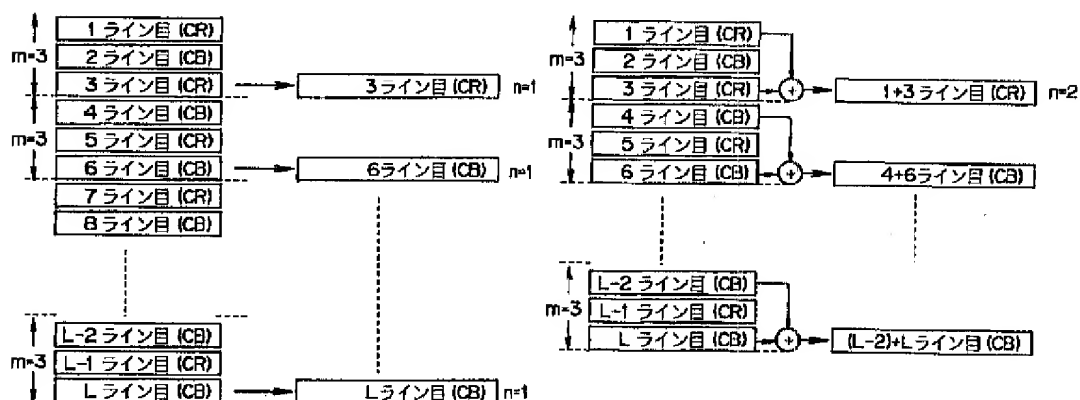 1 ライン目 (CR)
2 ライン目 (CB)
3 ライン目 (CR)
4 ライン目 (CB)
5 ライン目 (CR)
6 ライン目 (CB)
7 ライン目 (CR)
8 ライン目 (CB)
m=3
m=3
3ライン目 (CR) n=1
6ライン目 (CB) n=1
L-2 ライン目 (CB)
L-1 ライン目 (CR)
L ライン目 (CB)
m=3
Lライン目 (CB) n=1
1 ライン目 (CR)
2 ライン目 (CB)
3 ライン目 (CR)
4 ライン目 (CB)
5 ライン目 (CR)
6 ライン目 (CB)
m=3
m=3
+
1+3 ライン目 (CR) n=2
+
4+6ライン目 (CB)
L-2 ライン目 (CB)
L-1 ライン目 (CR)
L ライン目 (CB)
m=3
+
(L-2)+Lライン目 (CB)